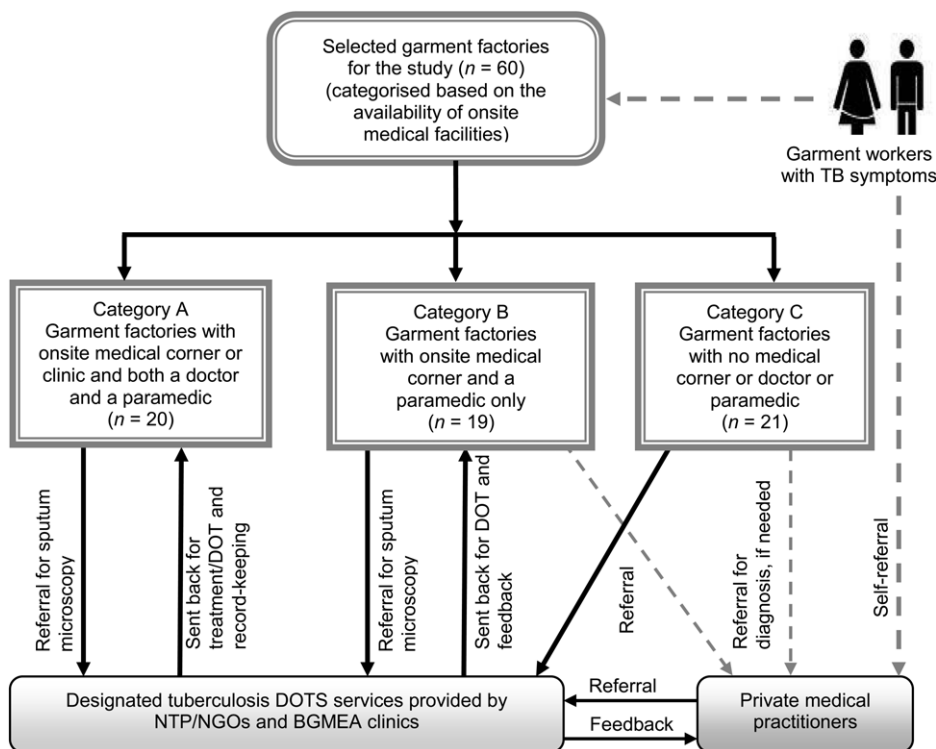 Selected garment factories
for the study (n = 60)
(categorised based on the
availability of onsite
medical facilities)
Garment workers
with TB symptoms
Category A
Garment factories with
onsite medical corner or
clinic and both a doctor
and a paramedic
(n = 20)
Category B
Garment factories
with onsite medical
corner and a
paramedic only
(n = 19)
Category C
Garment factories
with no medical
corner or doctor or
paramedic
(n = 21)
Referral for sputum
microscopy
Sent back for
treatment/DOT and
record-keeping
Referral for sputum
microscopy
Sent back for DOT and
feedback
Referral
Referral for
diagnosis, if needed
Self-referral
Designated tuberculosis DOTS services provided by
NTP/NGOs and BGMEA clinics
Referral
Feedback
Private medical
practitioners